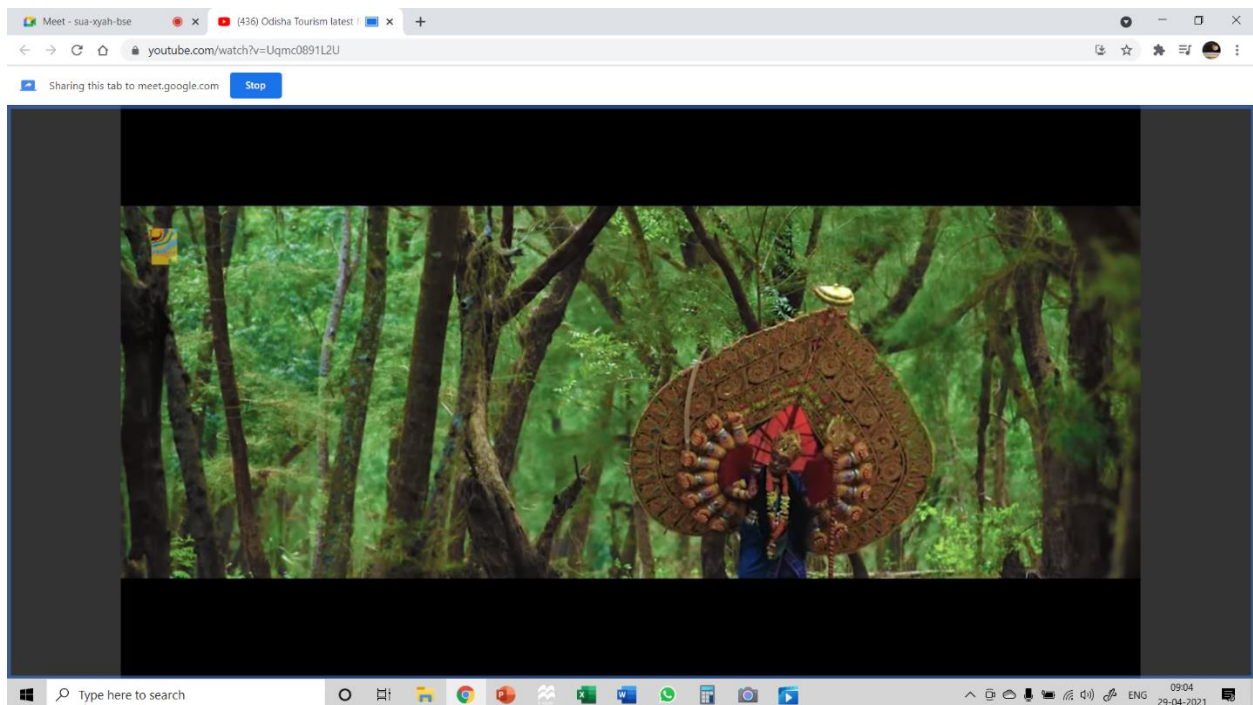 Meet - sua-xyah-bse
(436) Odisha Tourism latest f
youtube.com/watch?v=Uqmc0891L2U
Sharing this tab to meet.google.com
Stop
Type here to search
ENG
09:04
29-04-2021